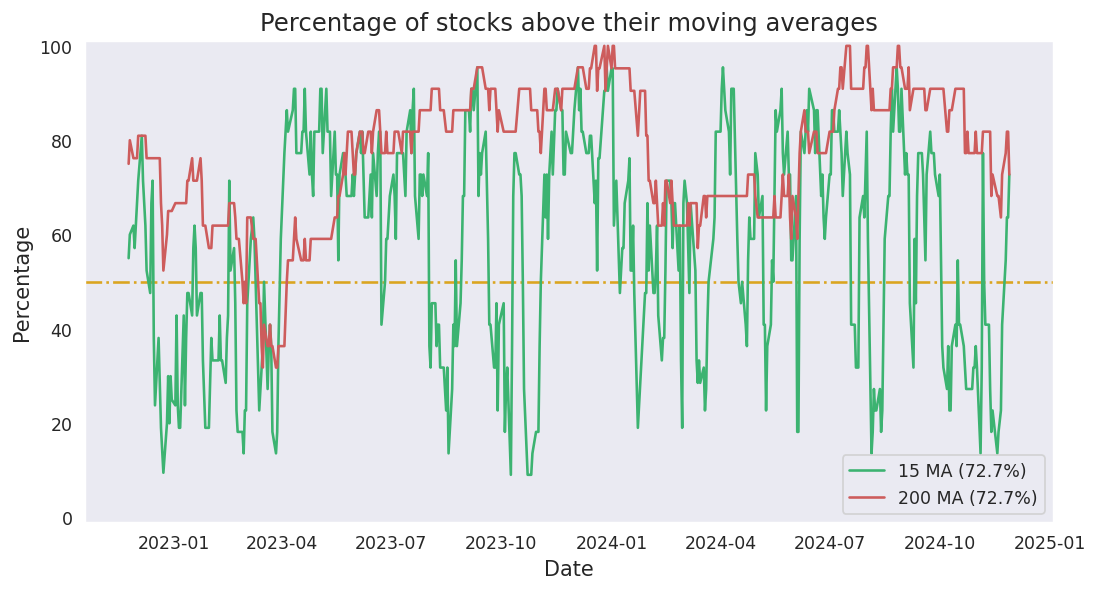 Percentage of stocks above their moving averages
Percentage
100
80
60
40
20
0
15 MA (72.7%)
200 MA (72.7%)
2023-01 2023-04 2023-07 2023-10 2024-01 2024-04 2024-07 2024-10 2025-01
Date